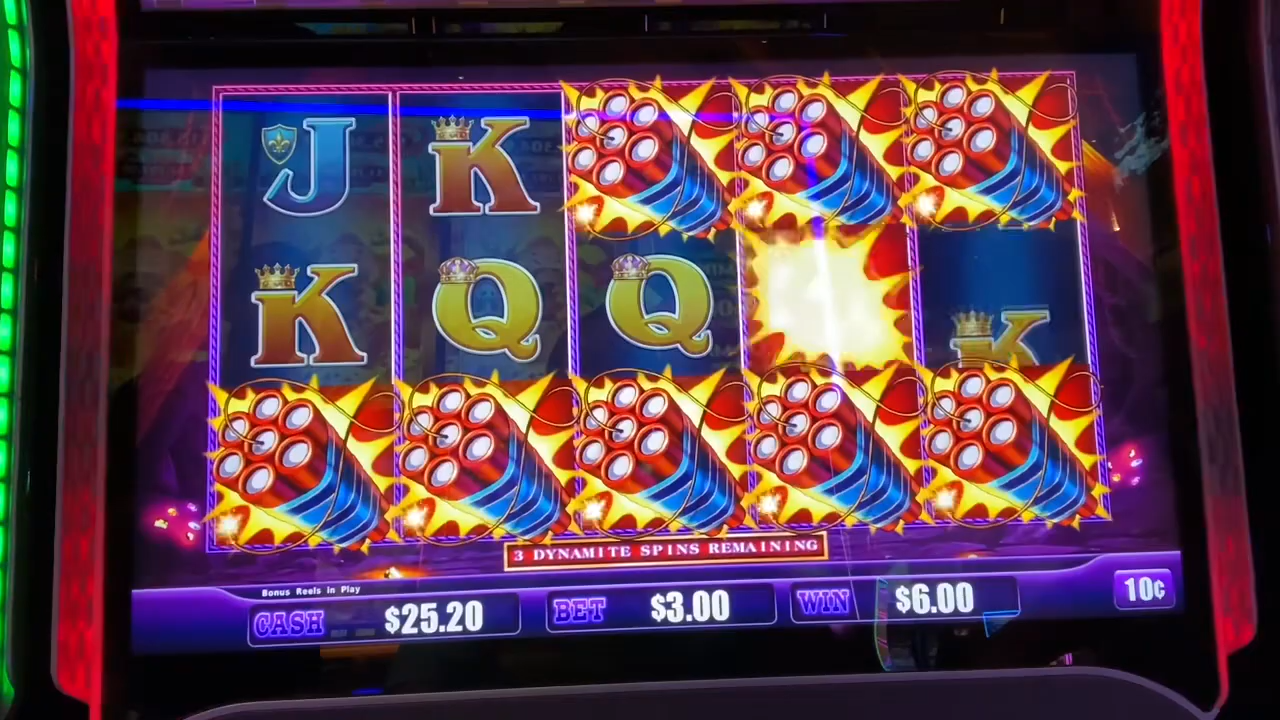 J K
K Q Q K
3 DYNAMITE SPINS REMAINING
Bonus Reels in Play
CASH $25.20 BET $3.00 WIN $6.00 10¢